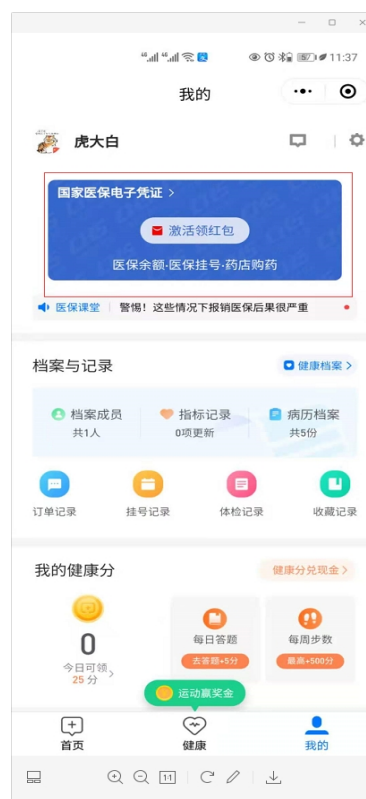 11:37
我的
虎大白
国家医保电子凭证 >
激活领红包
医保余额·医保挂号·药店购药
医保课堂 警惕！这些情况下报销医保后果很严重
档案与记录 健康档案 >
档案成员 指标记录 病历档案
共1人 0项更新 共5份
订单记录 挂号记录 体检记录 收藏记录
我的健康分 健康分兑现金 >
0
今日可领
25 分 >
每日答题 每周步数
去答题+5分 最高+500分
运动赢奖金
首页 健康 我的
1:1